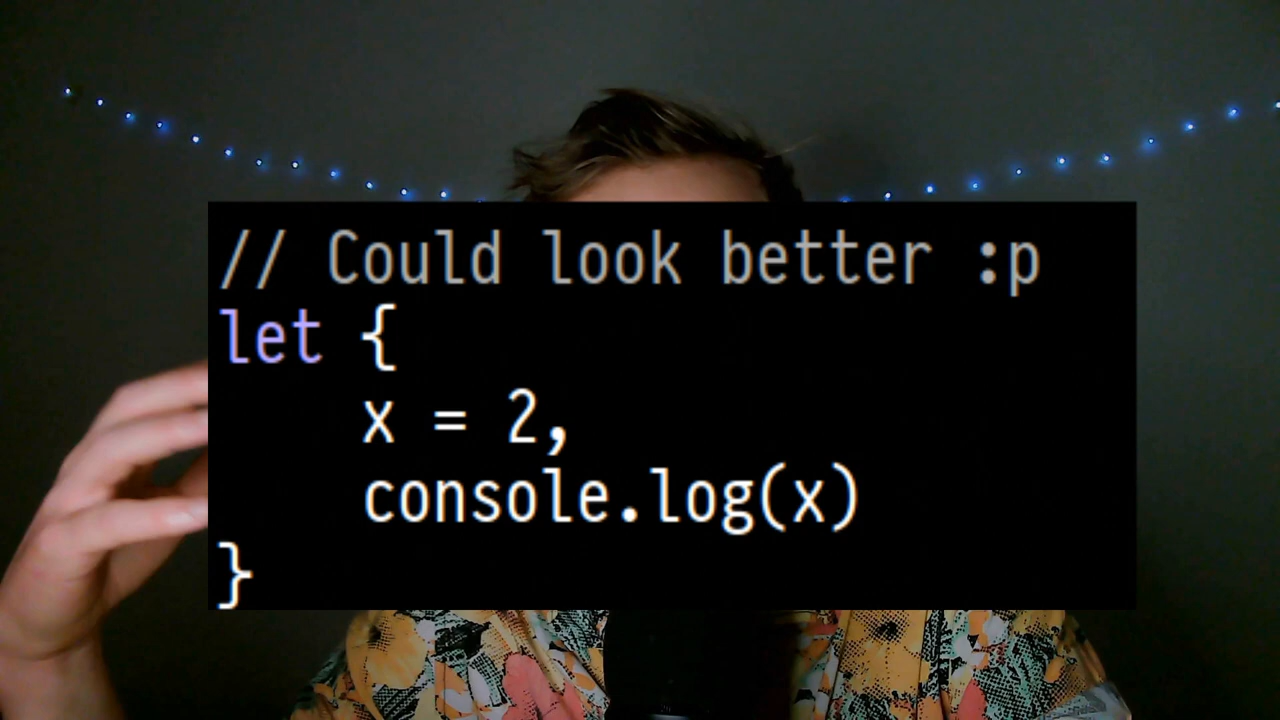 // Could look better :p
let {
    x = 2,
    console.log(x)
}